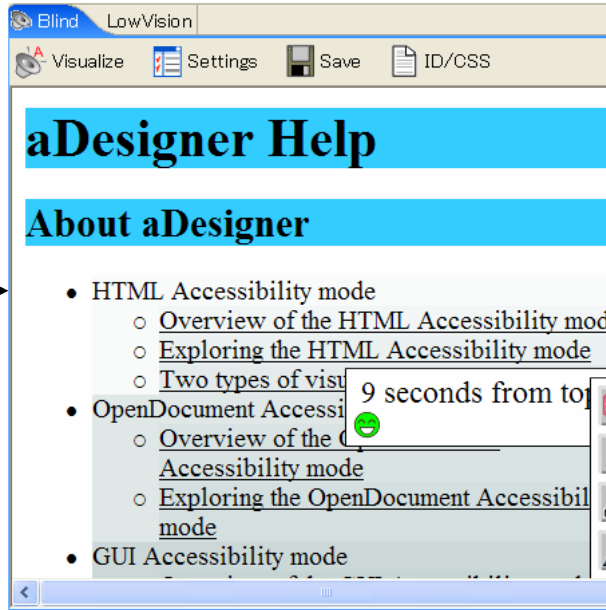 Blind LowVision
Visualize Settings Save ID/CSS
aDesigner Help
About aDesigner
HTML Accessibility mode
Overview of the HTML Accessibility mod
Exploring the HTML Accessibility mode
Two types of visu
9 seconds from top
OpenDocument Accessi
Overview of the
Accessibility mode
Exploring the OpenDocument Accessibil
mode
GUI Accessibility mode